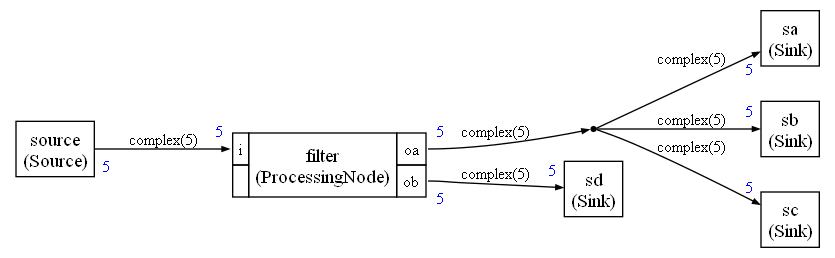 source
(Source)
5
complex(5)
5
i
filter
(ProcessingNode)
oa
ob
5
complex(5)
5
complex(5)
5
sd
(Sink)
complex(5)
5
sa
(Sink)
complex(5)
5
sb
(Sink)
complex(5)
5
sc
(Sink)